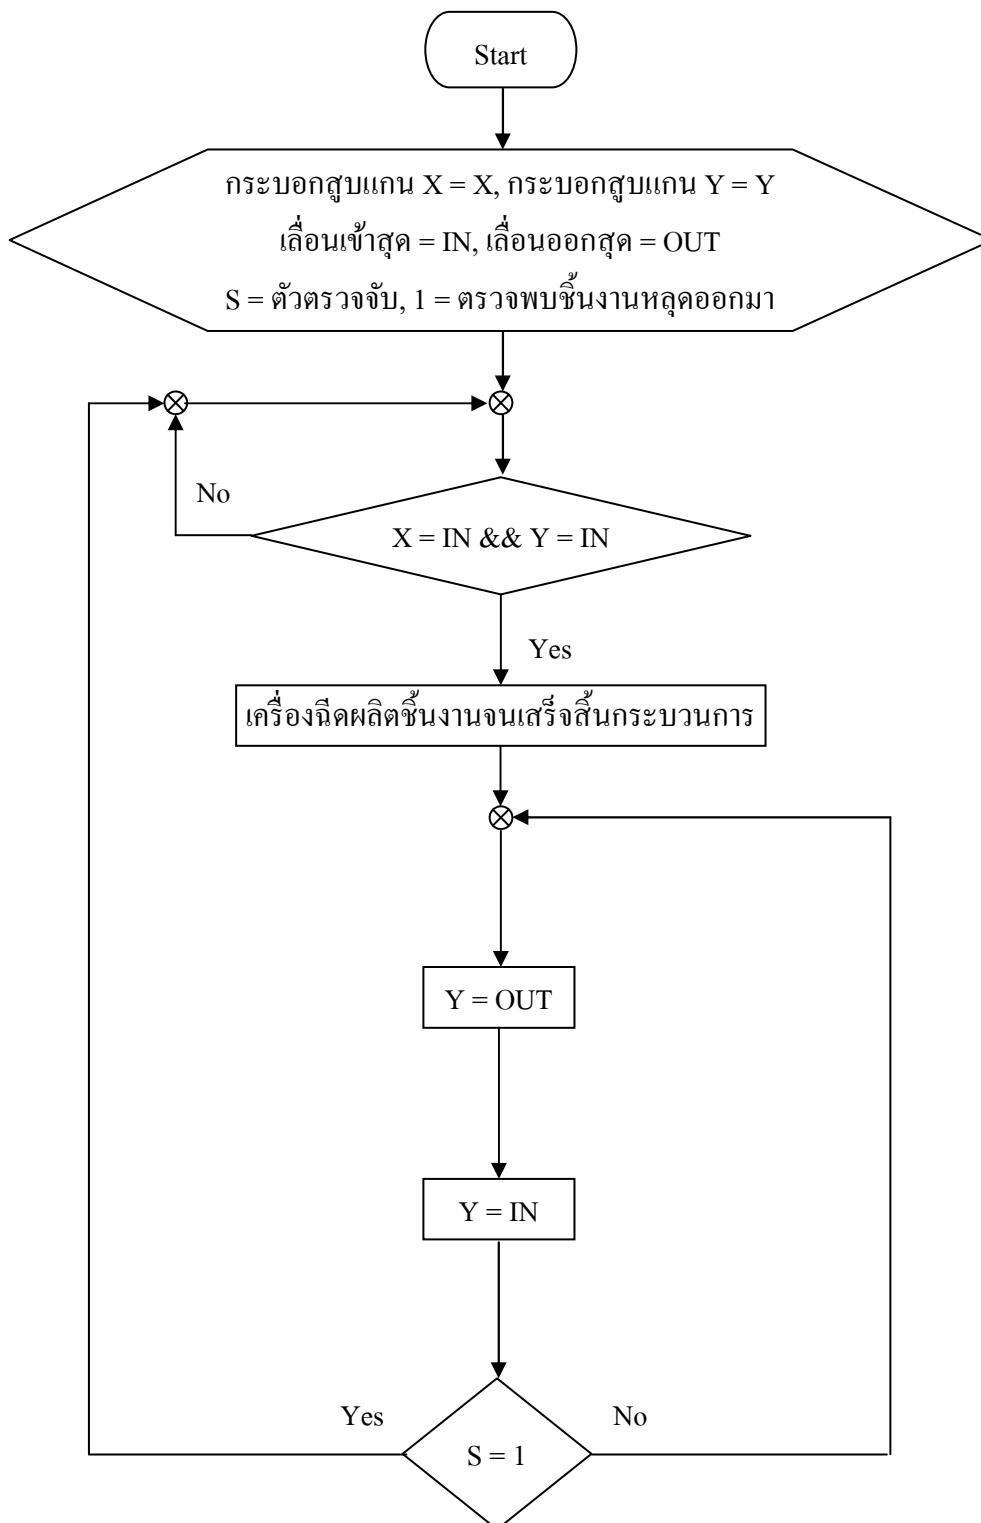 Start
กระบอกสูบแกน X = X, กระบอกสูบแกน Y = Y
เลื่อนเข้าสุด = IN, เลื่อนออกสุด = OUT
S = ตัวตรวจจับ, 1 = ตรวจพบชิ้นงานหลุดออกมา
No
X = IN && Y = IN
Yes
เครื่องฉีดผลิตชิ้นงานจนเสร็จสิ้นกระบวนการ
Y = OUT
Y = IN
Yes
No
S = 1